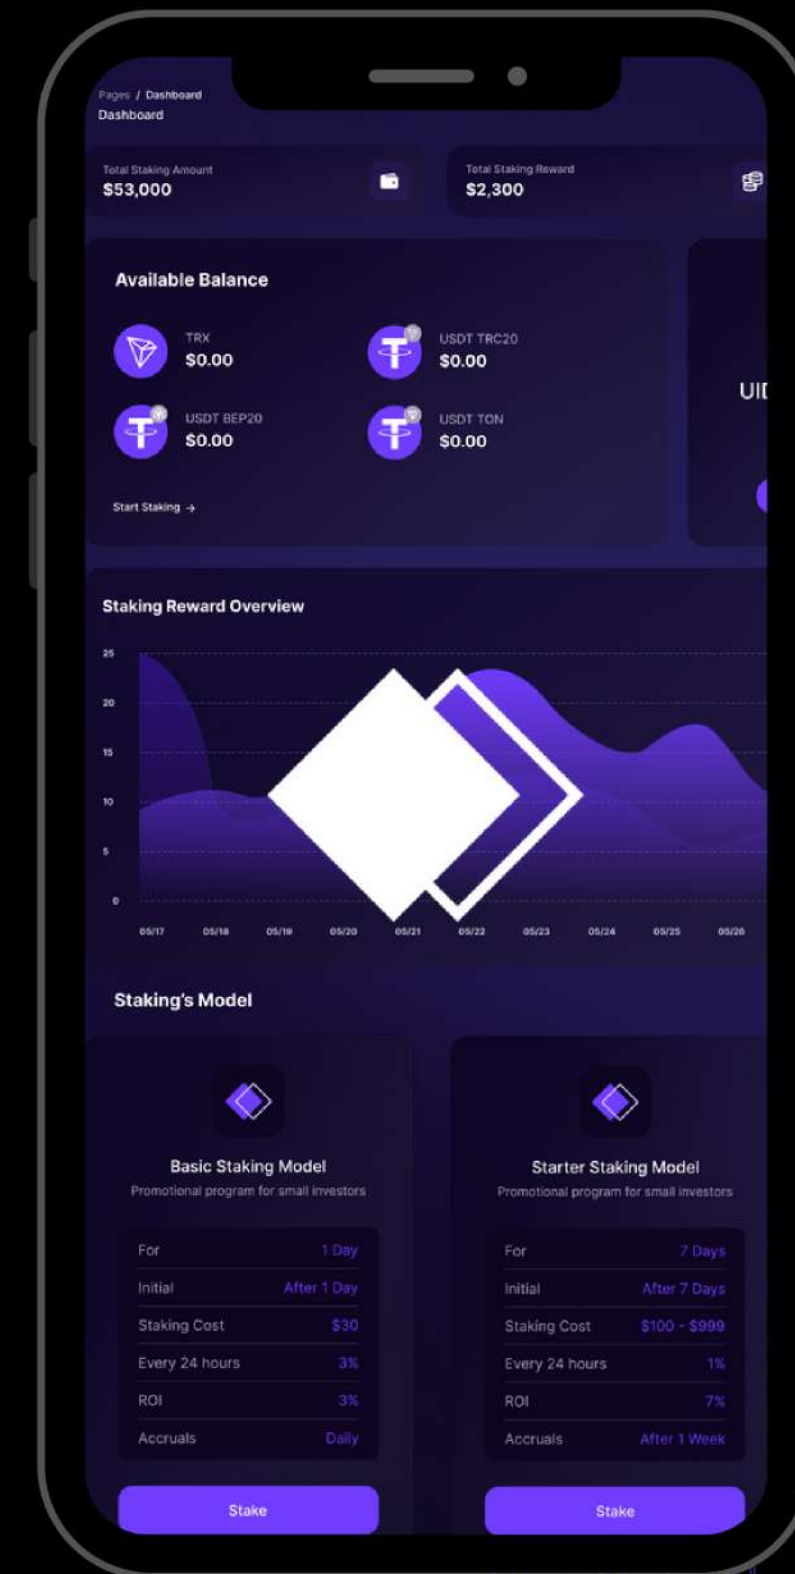 Pages / Dashboard
Dashboard
Total Staking Amount
$53,000
Total Staking Reward
$2,300
Available Balance
TRX
$0.00
USDT TRC20
$0.00
USDT BEP20
$0.00
USDT TON
$0.00
Start Staking →
UID
Staking Reward Overview
25
20
15
10
5
0
05/17 05/18 05/19 05/20 05/21 05/22 05/23 05/24 05/25 05/26
Staking's Model
Basic Staking Model
Promotional program for small investors
For 1 Day
Initial After 1 Day
Staking Cost $30
Every 24 hours 3%
ROI 3%
Accruals Daily
Stake
Starter Staking Model
Promotional program for small investors
For 7 Days
Initial After 7 Days
Staking Cost $100 - $999
Every 24 hours 1%
ROI 7%
Accruals After 1 Week
Stake